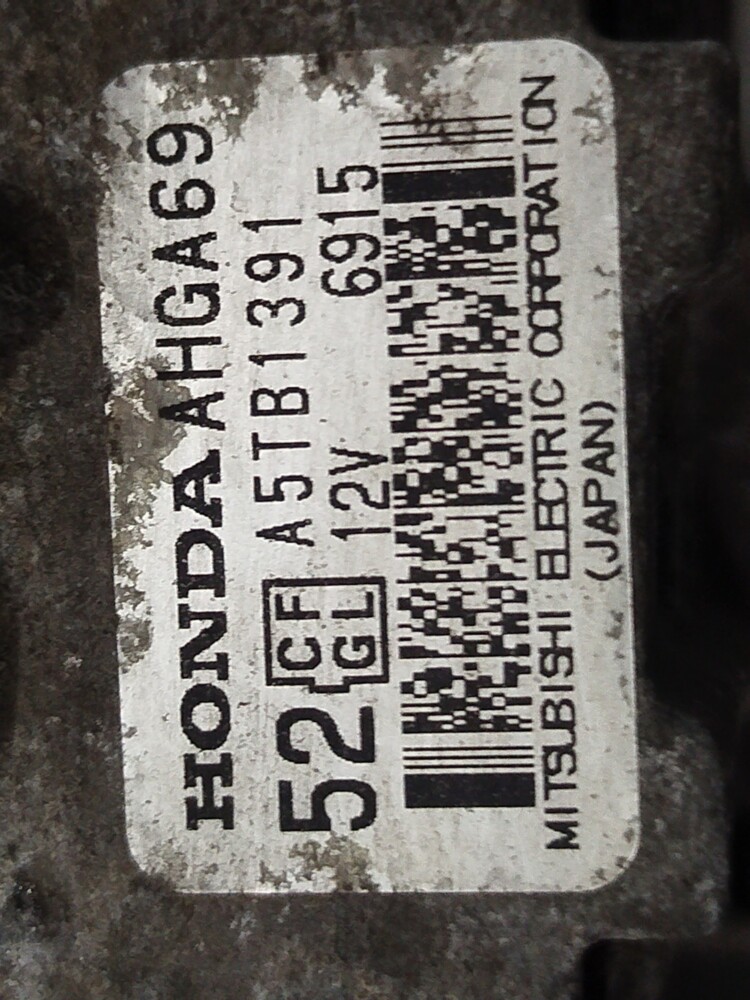 HONDA AHGA69
52 CF A5TB1391
GL 12V 6915
MITSUBISHI ELECTRIC CORPORATION
(JAPAN)